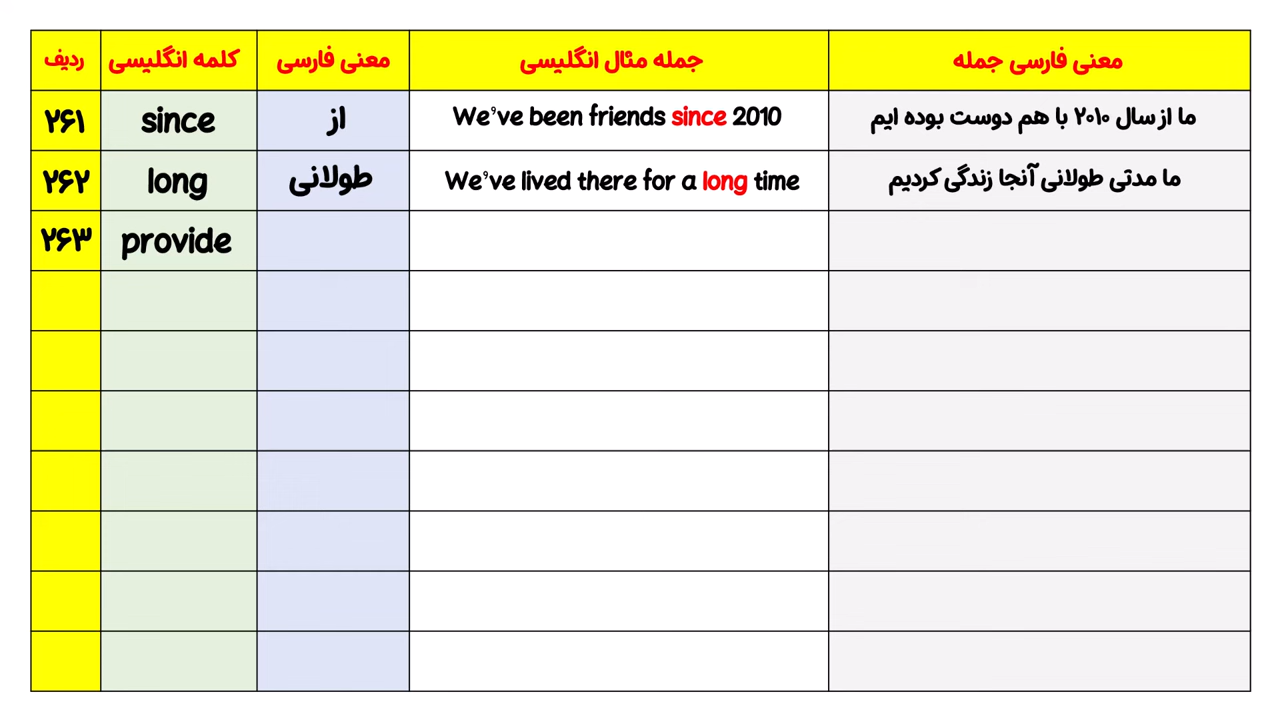 ردیف کلمه انگلیسی معنی فارسی جمله مثال انگلیسی معنی فارسی جمله
۲۶۱ since از We've been friends since 2010 ما از سال ۲۰۱۰ با هم دوست بوده ایم
۲۶۲ long طولانی We've lived there for a long time ما مدتی طولانی آنجا زندگی کردیم
۲۶۳ provide